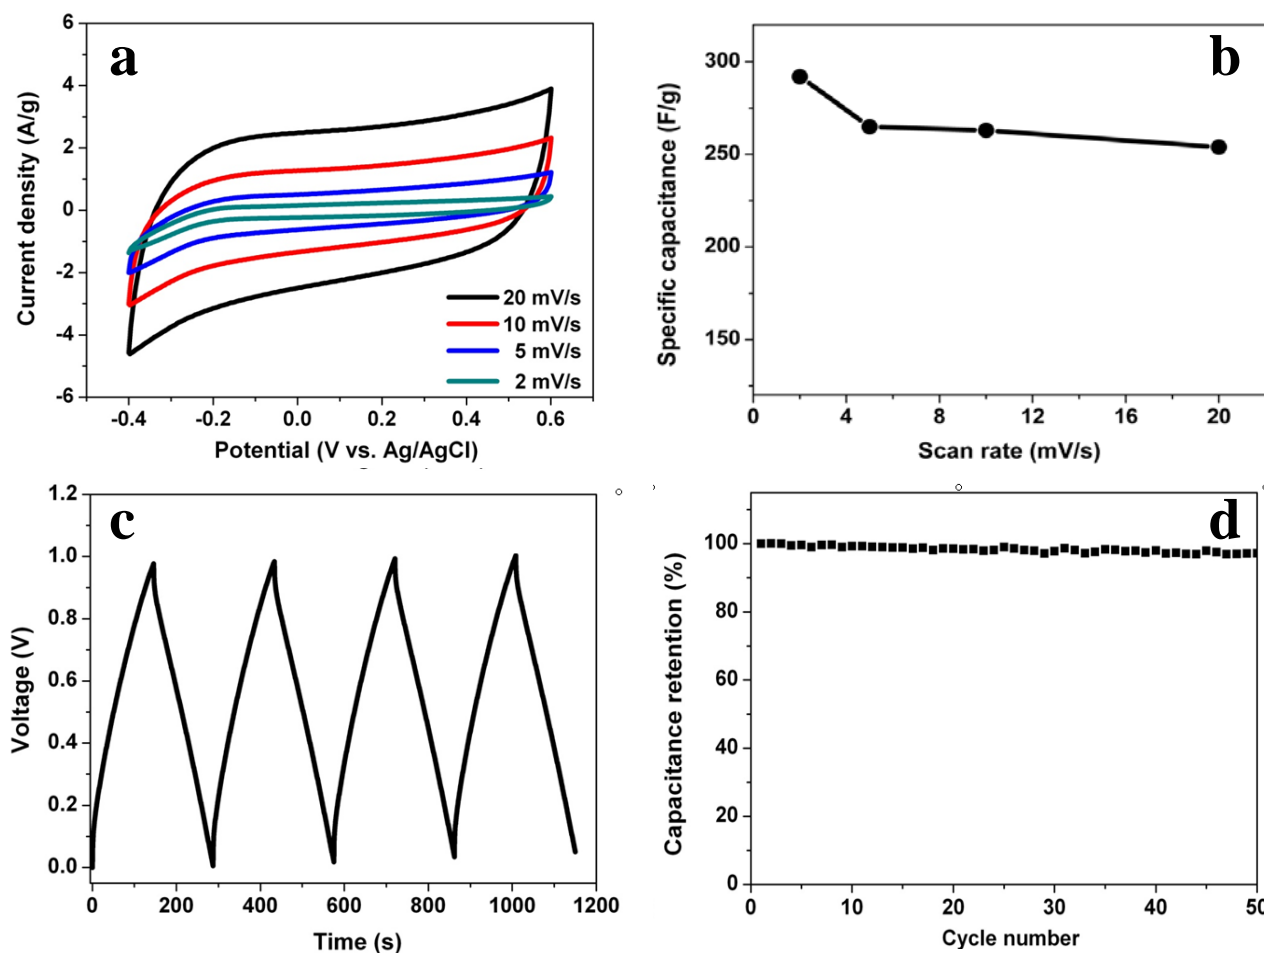 a
Current density (A/g)
6
4
2
0
-2
-4
-6
20 mV/s
10 mV/s
5 mV/s
2 mV/s
-0.4 -0.2 0.0 0.2 0.4 0.6
Potential (V vs. Ag/AgCl)
b
Specific capacitance (F/g)
300
250
200
150
0 4 8 12 16 20
Scan rate (mV/s)
c
Voltage (V)
1.2
1.0
0.8
0.6
0.4
0.2
0.0
0 200 400 600 800 1000 1200
Time (s)
d
Capacitance retention (%)
100
80
60
40
20
0
0 10 20 30 40 50
Cycle number